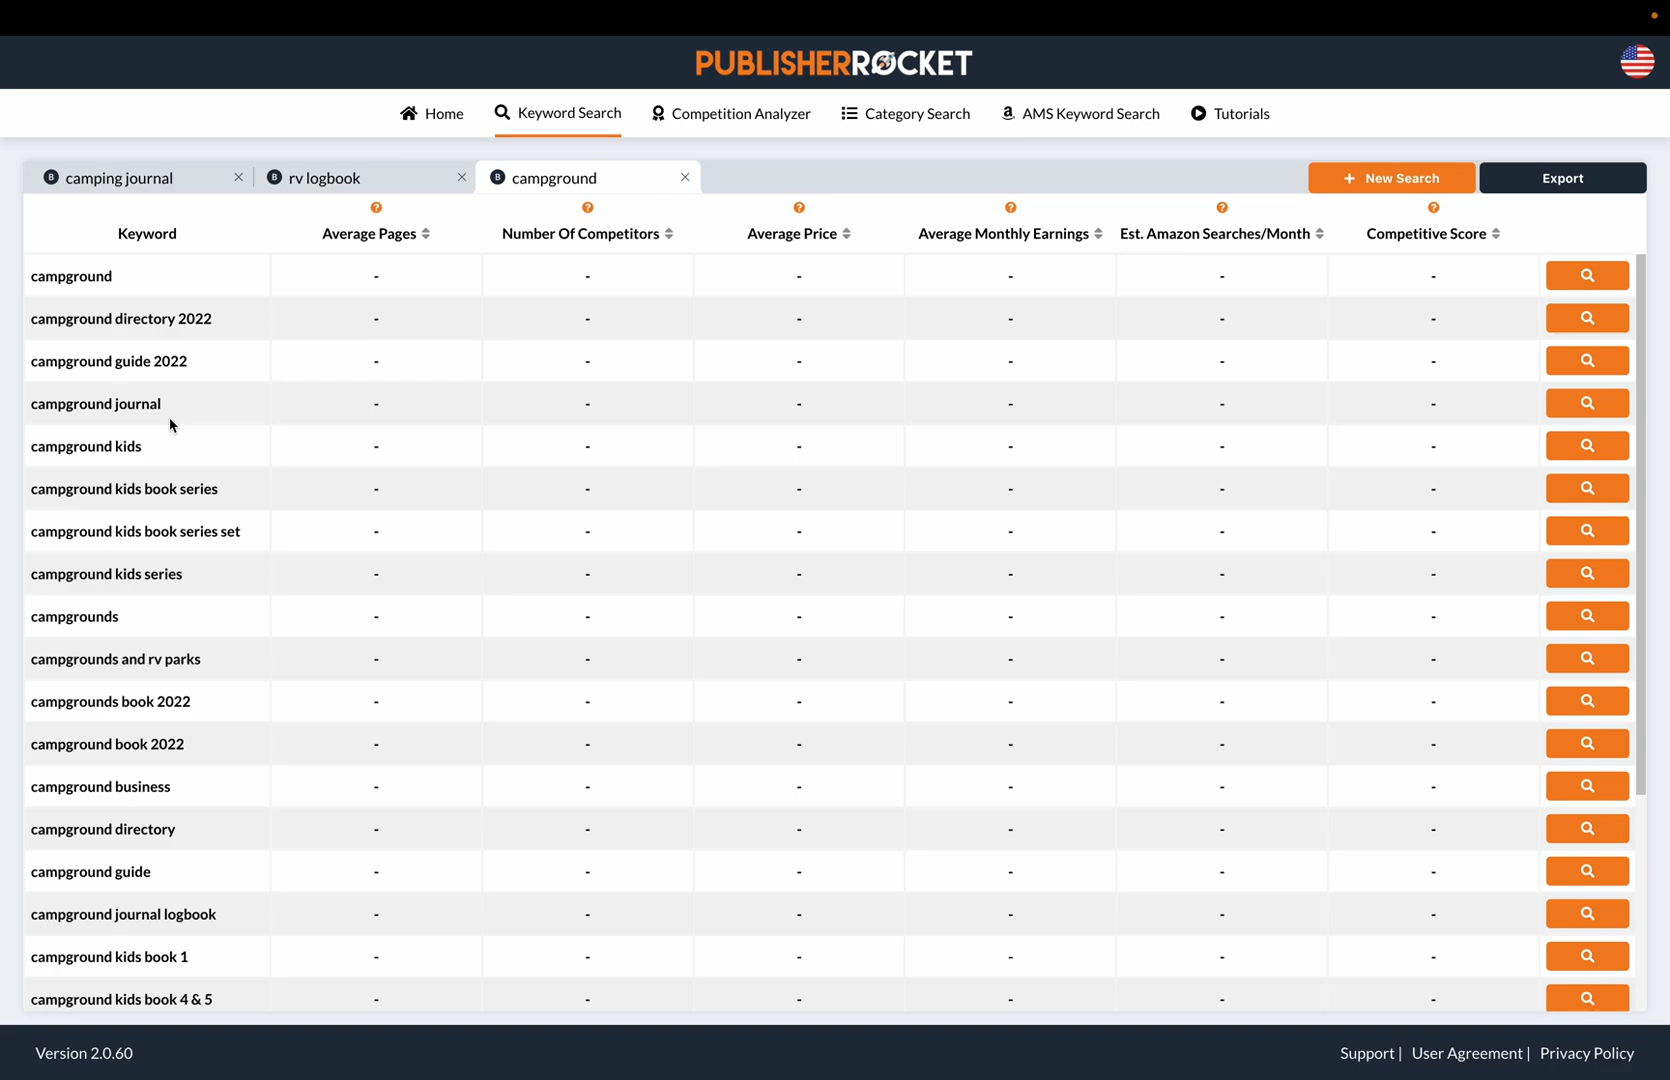 PUBLISHERROCKET
Home Keyword Search Competition Analyzer Category Search AMS Keyword Search Tutorials
B camping journal × B rv logbook × B campground × + New Search Export
? ? ? ? ? ?
Keyword Average Pages Number Of Competitors Average Price Average Monthly Earnings Est. Amazon Searches/Month Competitive Score
campground - - - - - -
campground directory 2022 - - - - - -
campground guide 2022 - - - - - -
campground journal - - - - - -
campground kids - - - - - -
campground kids book series - - - - - -
campground kids book series set - - - - - -
campground kids series - - - - - -
campgrounds - - - - - -
campgrounds and rv parks - - - - - -
campgrounds book 2022 - - - - - -
campground book 2022 - - - - - -
campground business - - - - - -
campground directory - - - - - -
campground guide - - - - - -
campground journal logbook - - - - - -
campground kids book 1 - - - - - -
campground kids book 4 & 5 - - - - - -
Version 2.0.60 Support | User Agreement | Privacy Policy